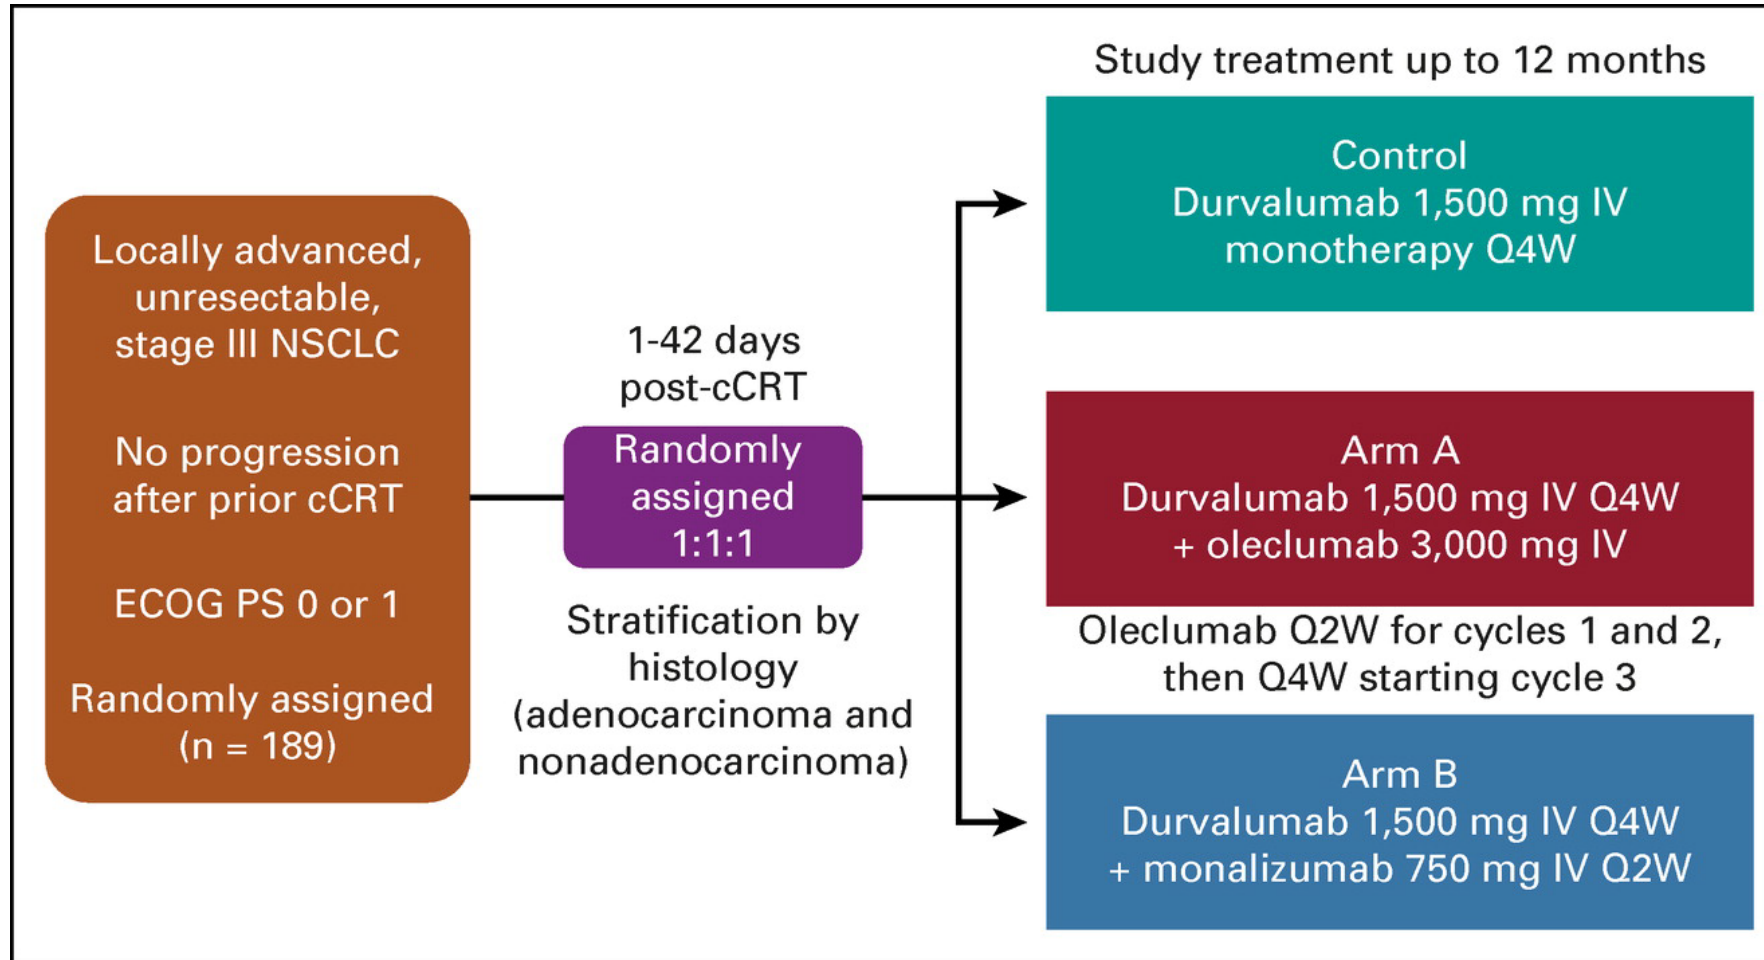 Locally advanced,
unresectable,
stage III NSCLC
No progression
after prior cCRT
ECOG PS 0 or 1
Randomly assigned
(n = 189)
1-42 days
post-cCRT
Randomly
assigned
1:1:1
Stratification by
histology
(adenocarcinoma and
nonadenocarcinoma)
Study treatment up to 12 months
Control
Durvalumab 1,500 mg IV
monotherapy Q4W
Arm A
Durvalumab 1,500 mg IV Q4W
+ oleclumab 3,000 mg IV
Oleclumab Q2W for cycles 1 and 2,
then Q4W starting cycle 3
Arm B
Durvalumab 1,500 mg IV Q4W
+ monalizumab 750 mg IV Q2W